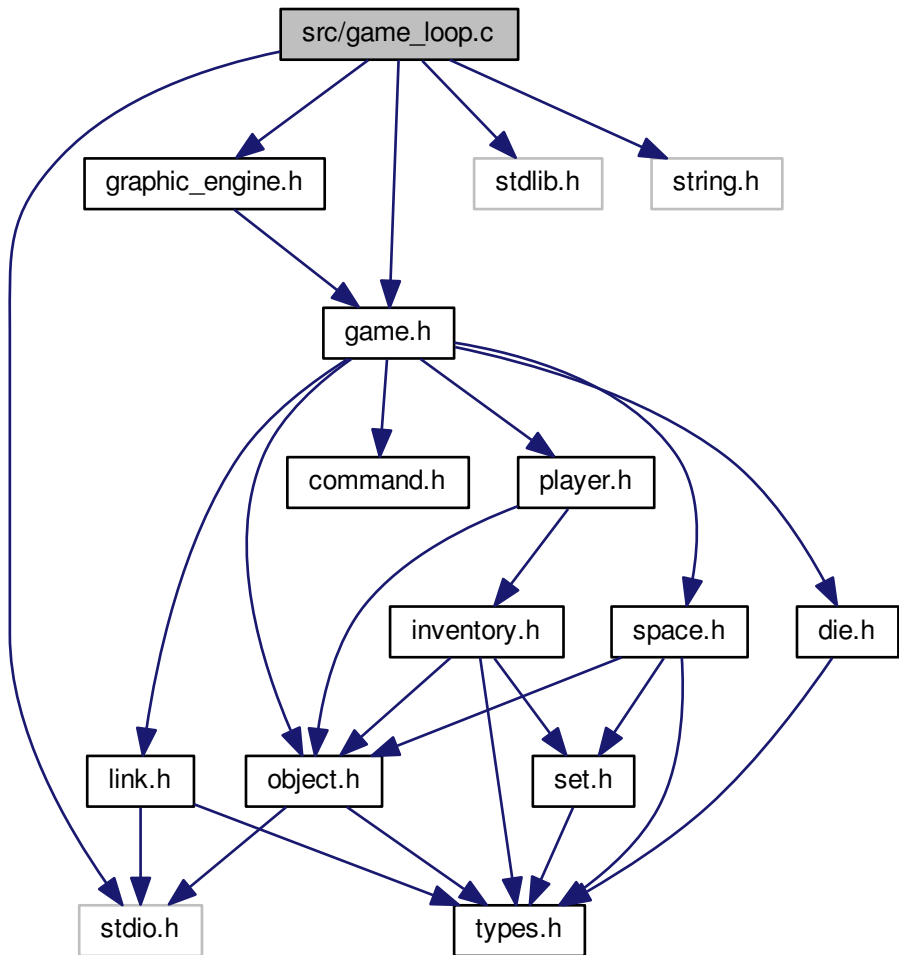 src/game_loop.c
graphic_engine.h
stdlib.h
string.h
game.h
command.h
player.h
inventory.h
space.h
die.h
link.h
object.h
set.h
stdio.h
types.h